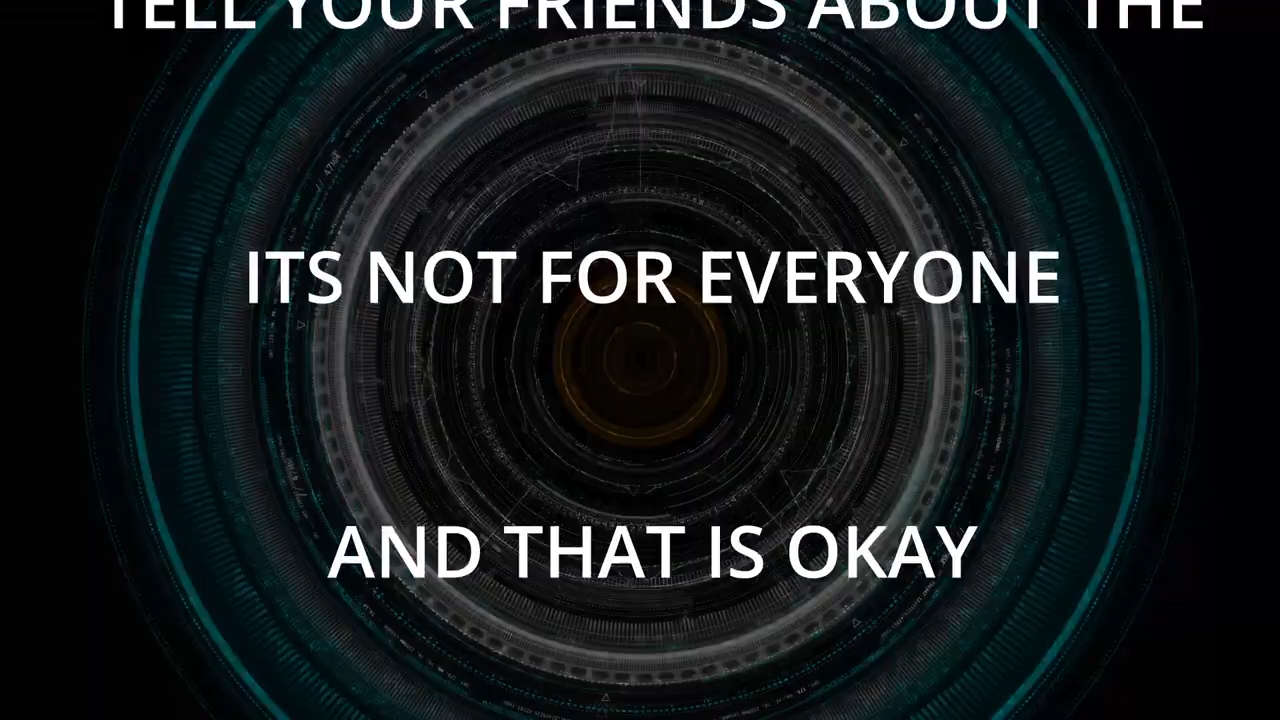 TELL YOUR FRIENDS ABOUT THE
ITS NOT FOR EVERYONE
AND THAT IS OKAY